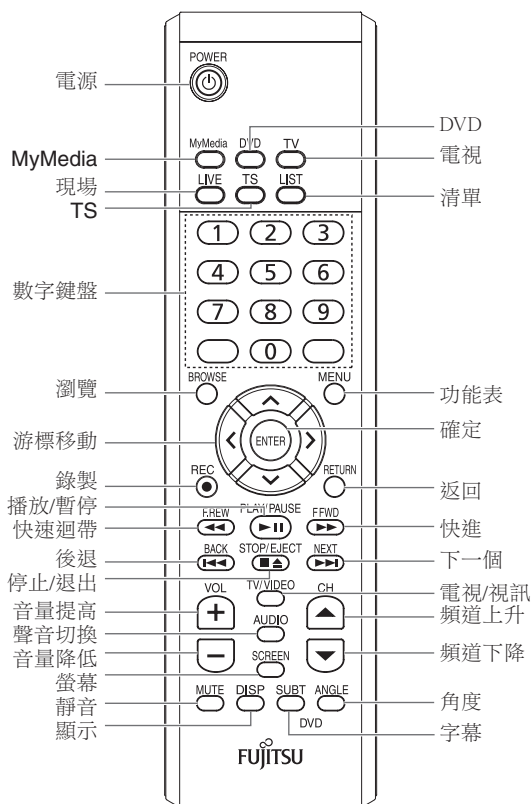 POWER
電源
DVD
MyMedia DVD TV
MyMedia
電視
LIVE TS LIST
現場
清單
TS
1 2 3
4 5 6
數字鍵盤
7 8 9
0
BROWSE MENU
瀏覽
功能表
確定
游標移動
ENTER
REC RETURN
錄製
返回
播放/暫停
PLAY/PAUSE
F.REW F.FWD
快速迴帶
快進
BACK STOP/EJECT NEXT
後退
下一個
停止/退出
TV/VIDEO
電視/視訊
VOL CH
音量提高
頻道上升
AUDIO
聲音切換
音量降低
頻道下降
SCREEN
螢幕
MUTE DISP SUBT ANGLE
靜音
角度
DVD
顯示
字幕
FUJITSU